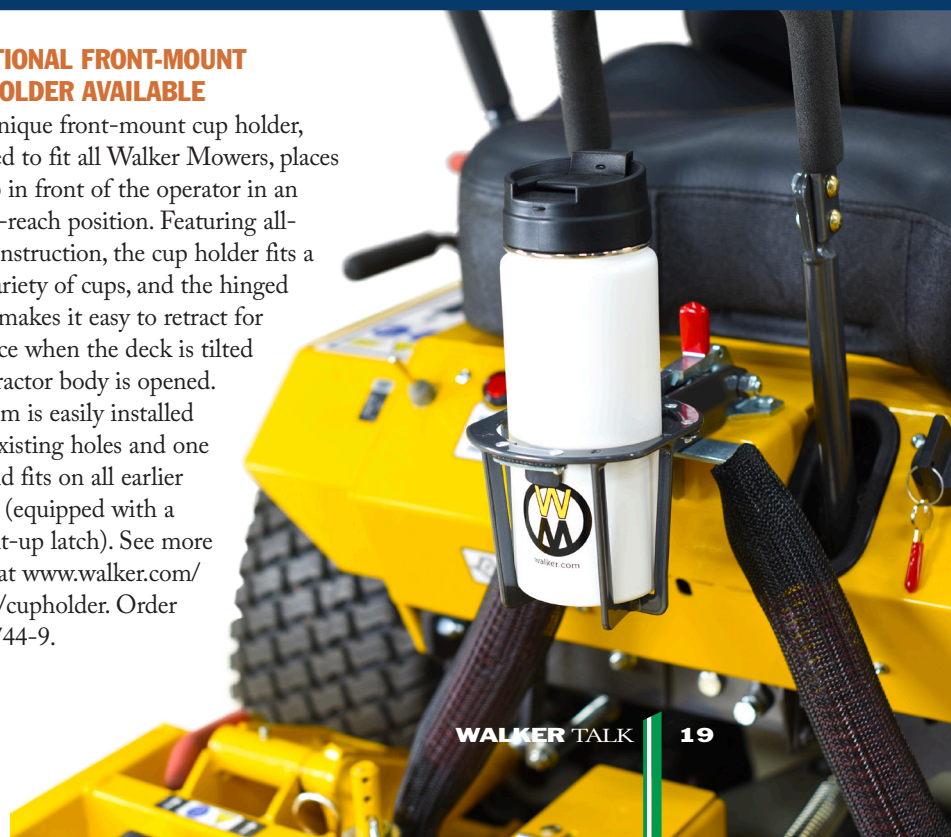 TIONAL FRONT-MOUNT
OLDER AVAILABLE
nique front-mount cup holder,
ed to fit all Walker Mowers, places
in front of the operator in an
-reach position. Featuring all-
nstruction, the cup holder fits a
ariety of cups, and the hinged
makes it easy to retract for
ce when the deck is tilted
ractor body is opened.
m is easily installed
xisting holes and one
d fits on all earlier
(equipped with a
t-up latch). See more
at www.walker.com/
/cupholder. Order
744-9.
W
M
walker.com
WALKER TALK 19